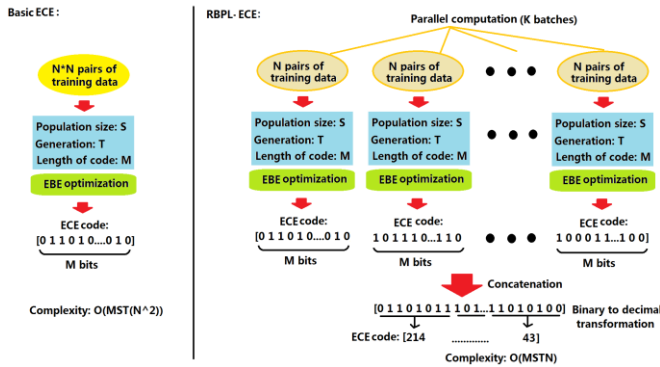 Basic ECE:
N*N pairs of
training data
Population size: S
Generation: T
Length of code: M
EBE optimization
ECE code:
[0 1 1 0 1 0....0 1 0]
M bits
Complexity: O(MST(N^2))
RBPL-ECE:
Parallel computation (K batches)
N pairs of
training data
N pairs of
training data
N pairs of
training data
Population size: S
Generation: T
Length of code: M
Population size: S
Generation: T
Length of code: M
Population size: S
Generation: T
Length of code: M
EBE optimization
EBE optimization
EBE optimization
ECE code:
[0 1 1 0 1 0....0 1 0
M bits
ECE code:
1 0 1 1 1 0...1 1 0
M bits
ECE code:
1 0 0 0 1 1...1 0 0]
M bits
Concatenation
[0 1 1 0 1 0 1 1 1 0 1...1 1 0 1 0 1 0 0]
Binary to decimal
transformation
ECE code: [214 ............. 43]
Complexity: O(MSTN)